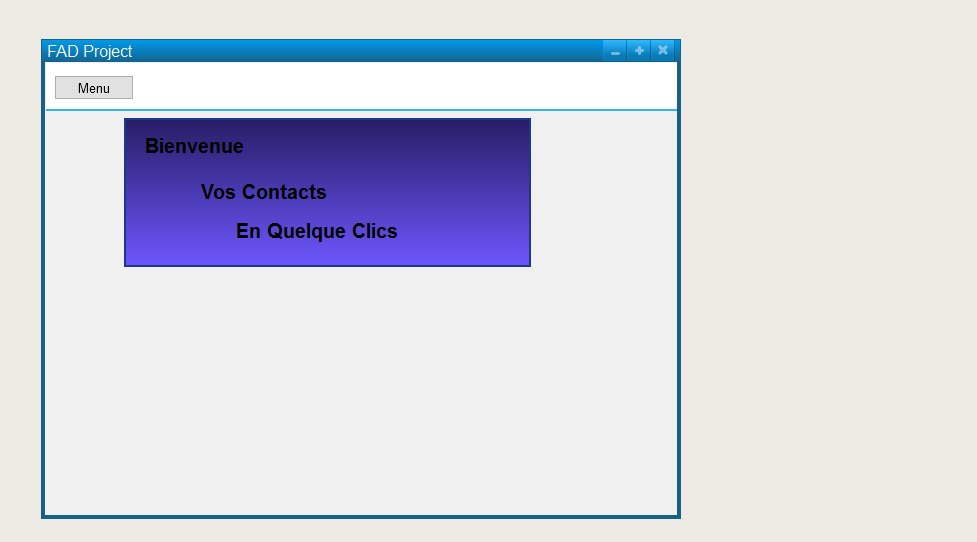 FAD Project
Menu
Bienvenue
Vos Contacts
En Quelque Clics